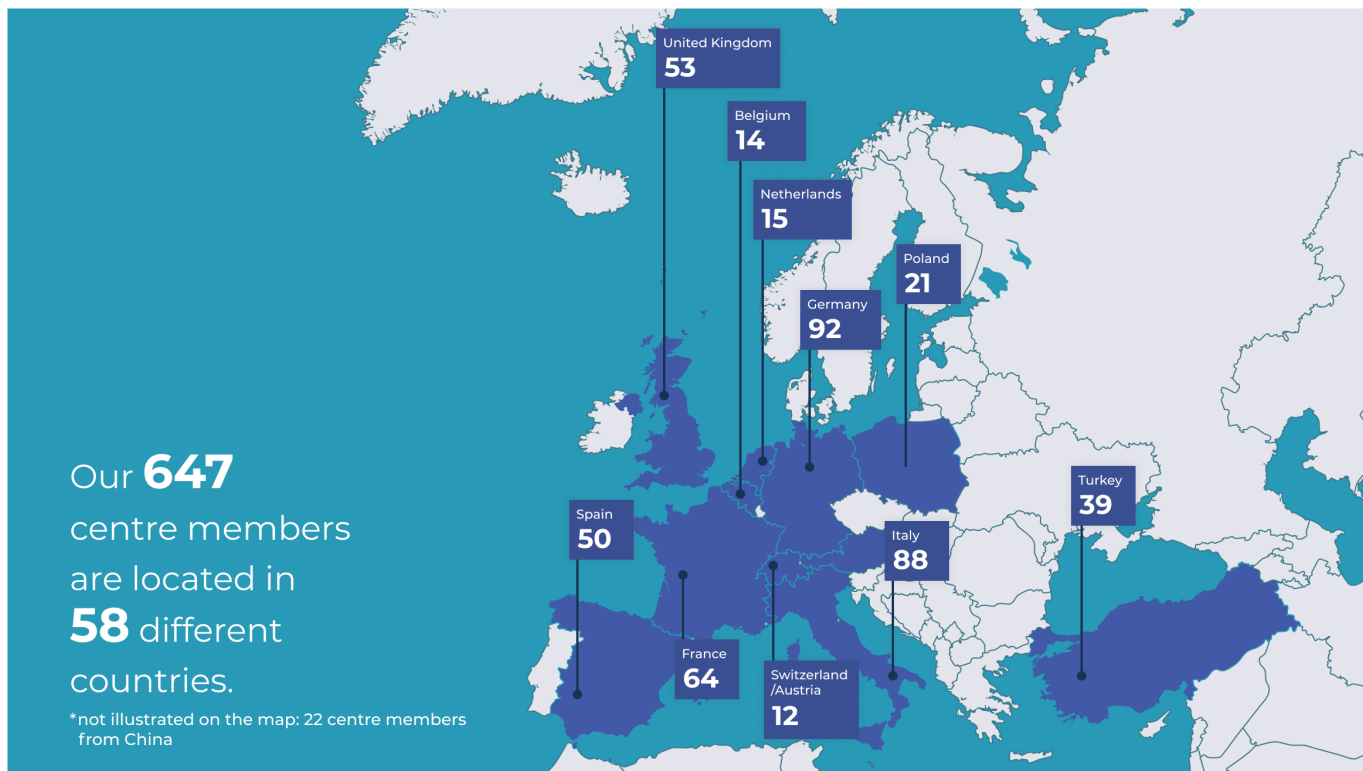 United Kingdom
53
Belgium
14
Netherlands
15
Poland
21
Germany
92
Turkey
39
Spain
50
Italy
88
France
64
Switzerland
/Austria
12
Our 647
centre members
are located in
58 different
countries.
*not illustrated on the map: 22 centre members
from China